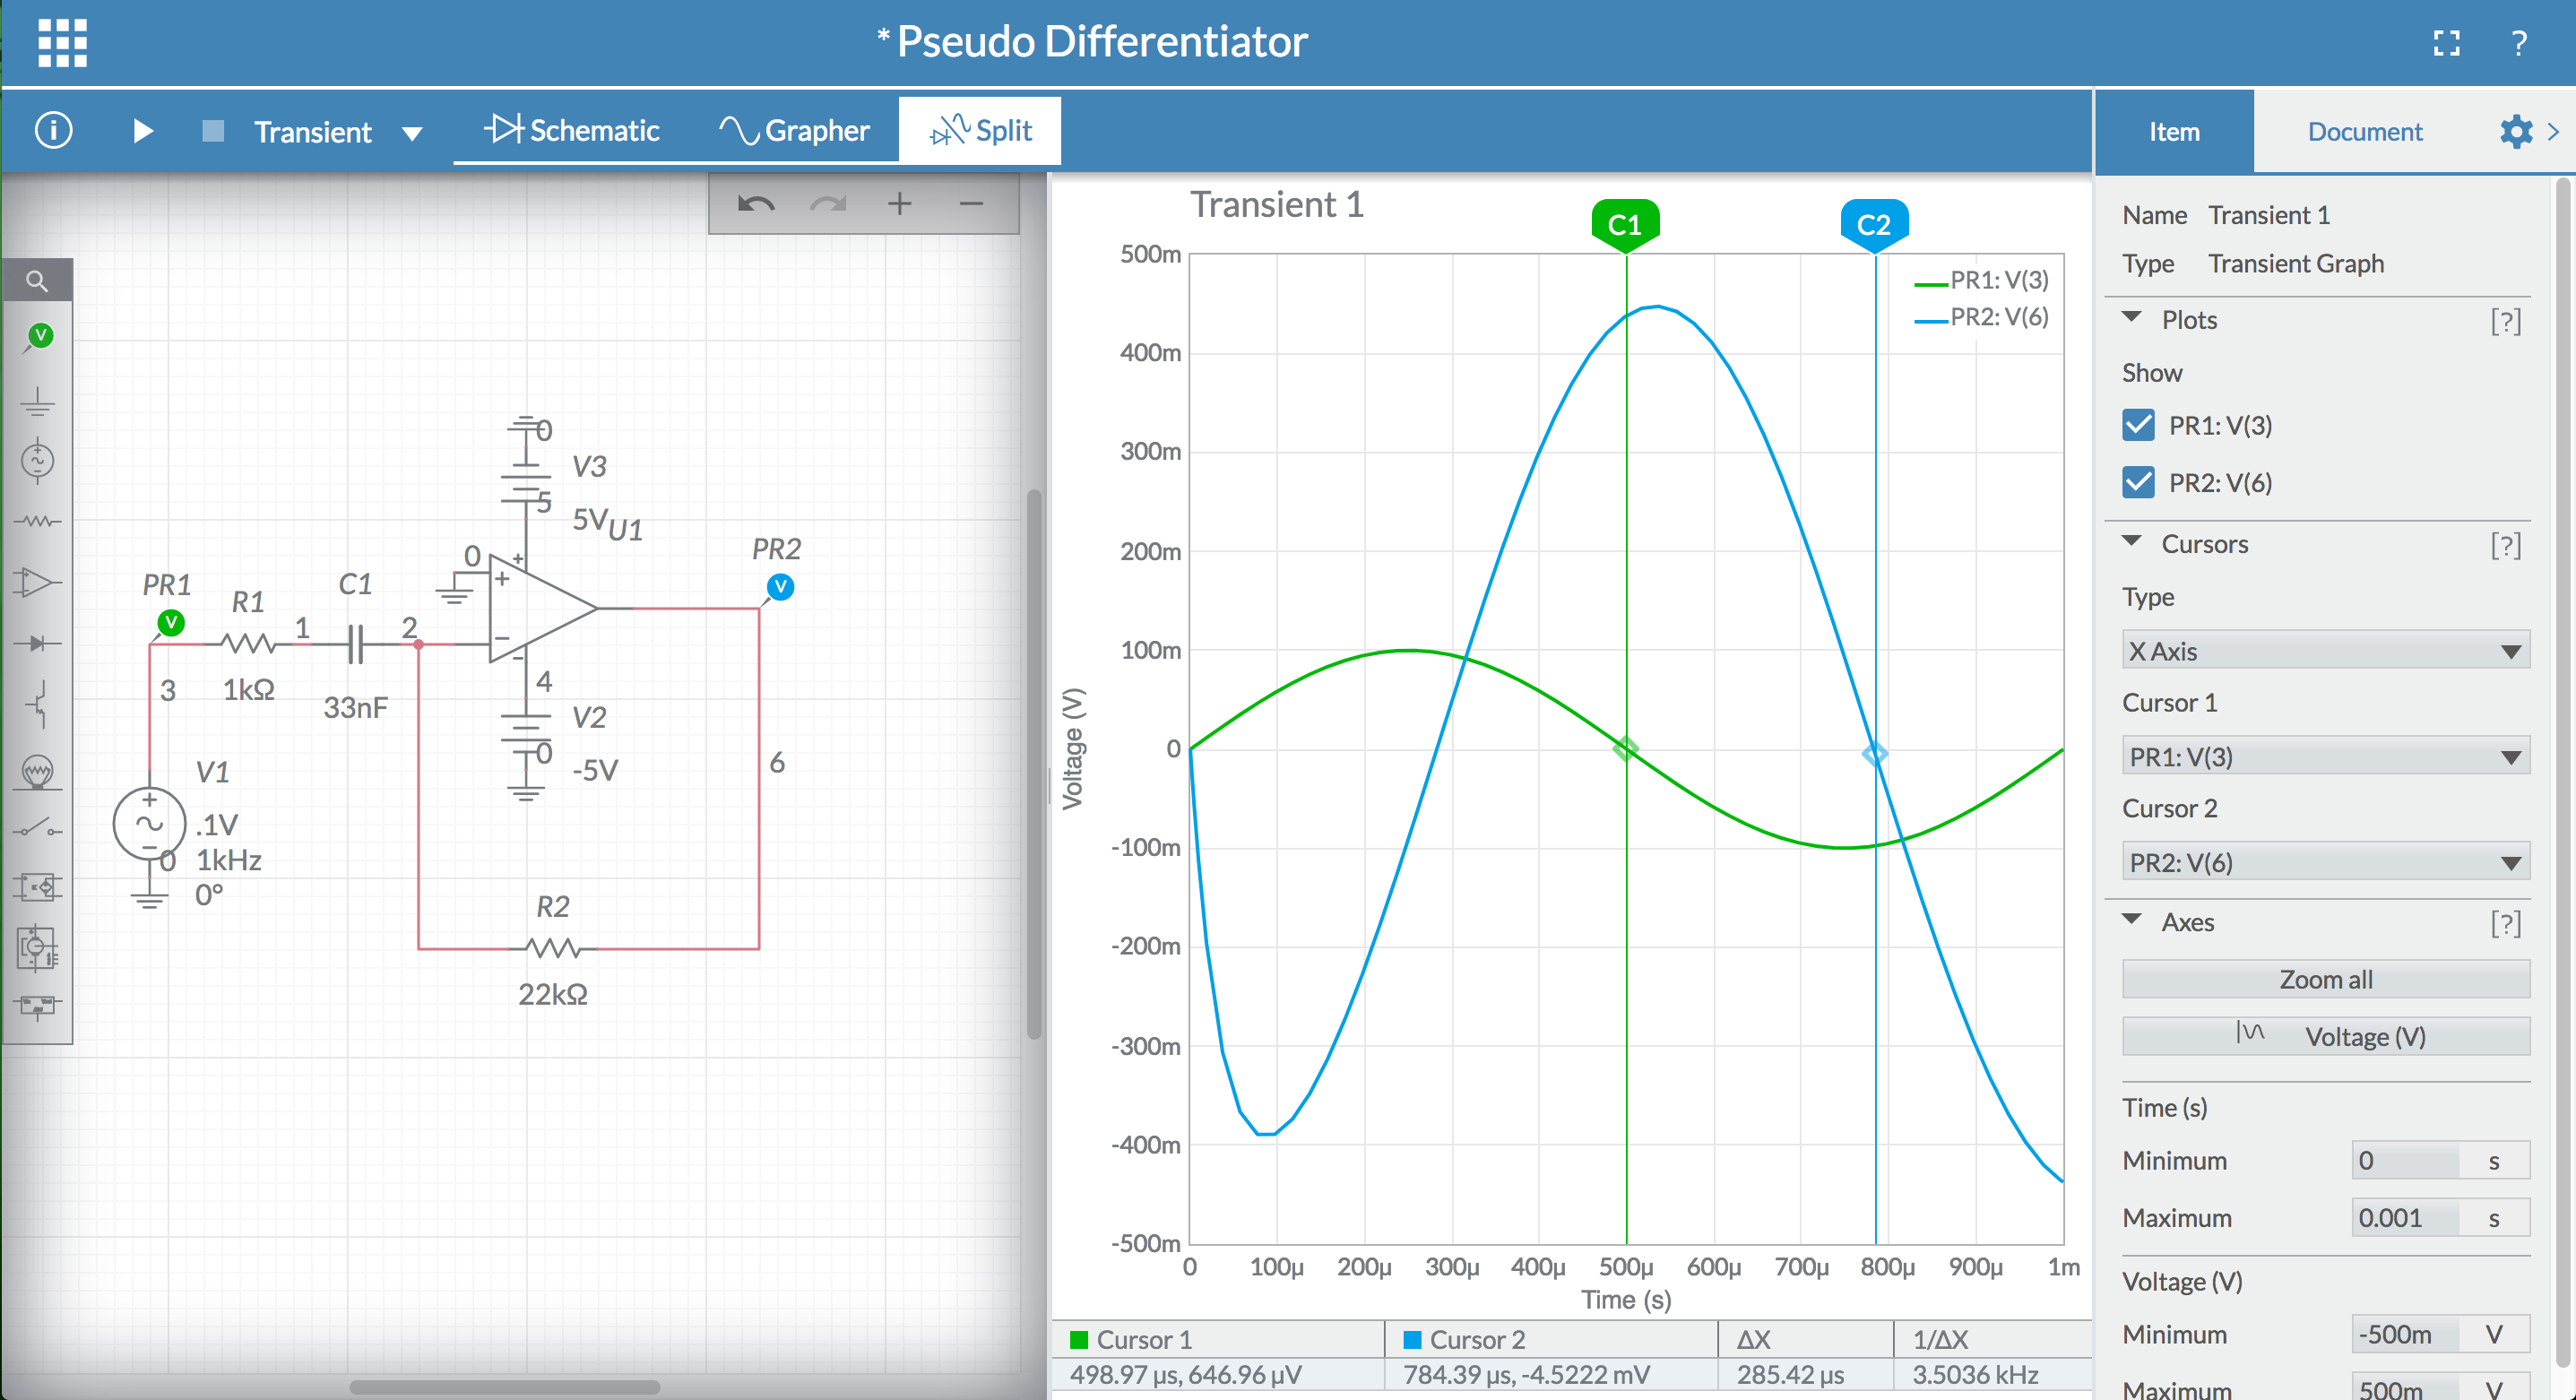 * Pseudo Differentiator
?
i
Transient
Schematic
Grapher
Split
Item
Document
+ −
V
0
V3
5
5V
U1
0
PR1
V
R1
1
C1
2
PR2
V
3
1kΩ
33nF
4
V2
0
-5V
6
V1
.1V
0
1kHz
0°
R2
22kΩ
Transient 1
C1
C2
PR1: V(3)
PR2: V(6)
500m
400m
300m
200m
100m
0
-100m
-200m
-300m
-400m
-500m
Voltage (V)
0 100µ 200µ 300µ 400µ 500µ 600µ 700µ 800µ 900µ 1m
Time (s)
Cursor 1 Cursor 2 ΔX 1/ΔX
498.97 µs, 646.96 µV 784.39 µs, -4.5222 mV 285.42 µs 3.5036 kHz
Name Transient 1
Type Transient Graph
Plots [?]
Show
PR1: V(3)
PR2: V(6)
Cursors [?]
Type
X Axis
Cursor 1
PR1: V(3)
Cursor 2
PR2: V(6)
Axes [?]
Zoom all
Voltage (V)
Time (s)
Minimum 0 s
Maximum 0.001 s
Voltage (V)
Minimum -500m V
Maximum 500m V